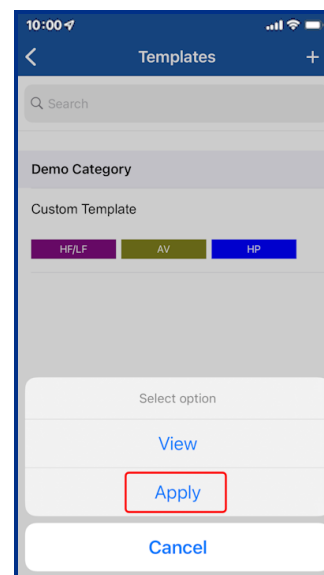 10:00
Templates +
Search
Demo Category
Custom Template
HF/LF AV HP
Select option
View
Apply
Cancel